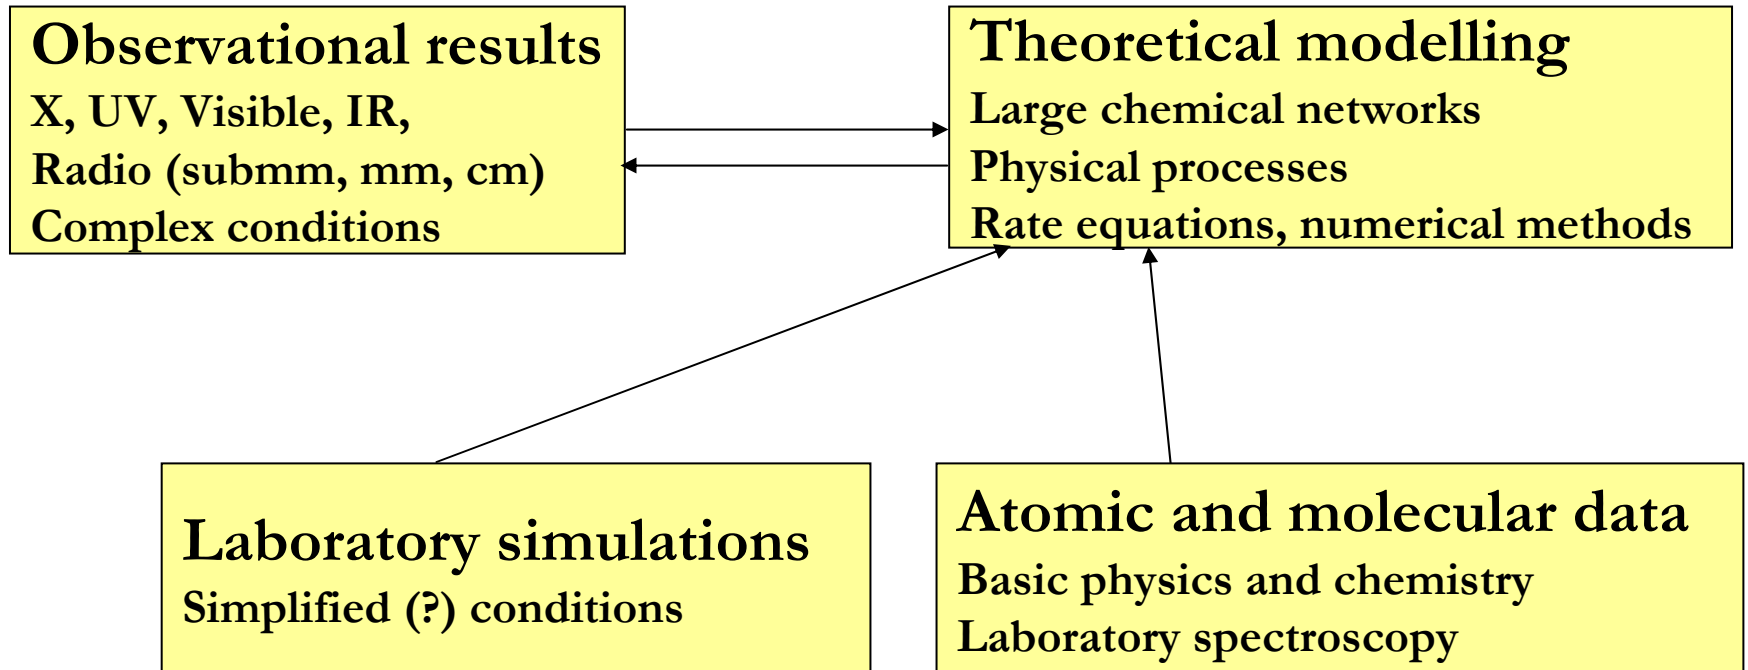 Observational results
X, UV, Visible, IR,
Radio (submm, mm, cm)
Complex conditions
Theoretical modelling
Large chemical networks
Physical processes
Rate equations, numerical methods
Laboratory simulations
Simplified (?) conditions
Atomic and molecular data
Basic physics and chemistry
Laboratory spectroscopy